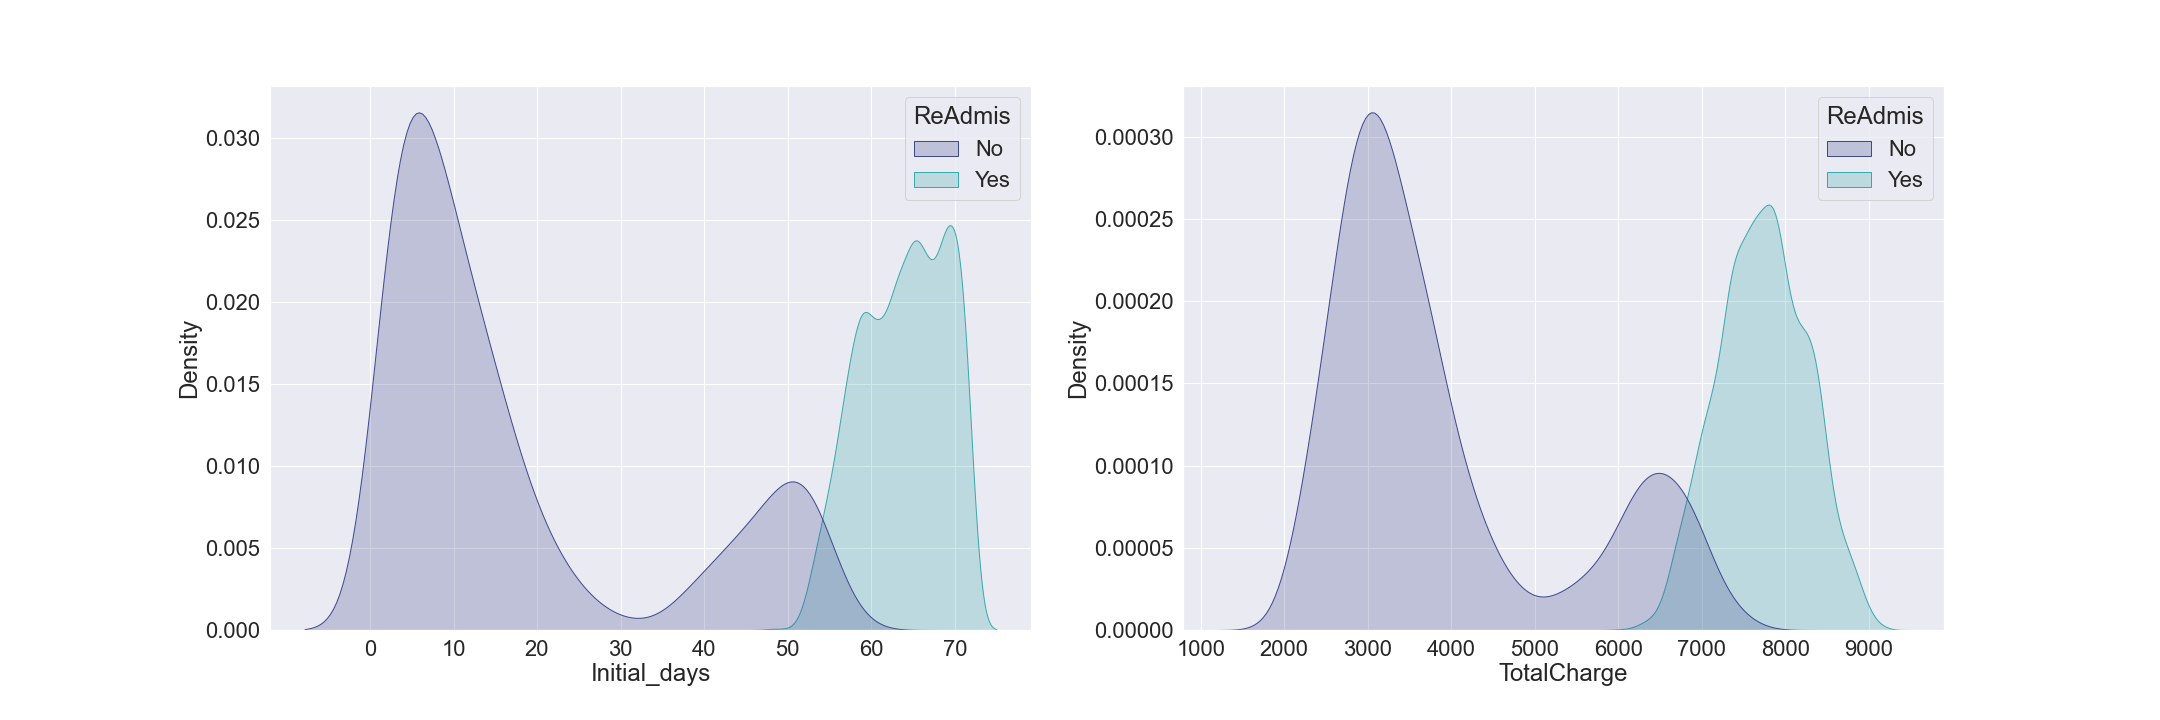 ReAdmis
No
Yes
0.030
0.025
0.020
0.015
0.010
0.005
0.000
Density
0 10 20 30 40 50 60 70
Initial_days
ReAdmis
No
Yes
0.00030
0.00025
0.00020
0.00015
0.00010
0.00005
0.00000
Density
1000 2000 3000 4000 5000 6000 7000 8000 9000
TotalCharge